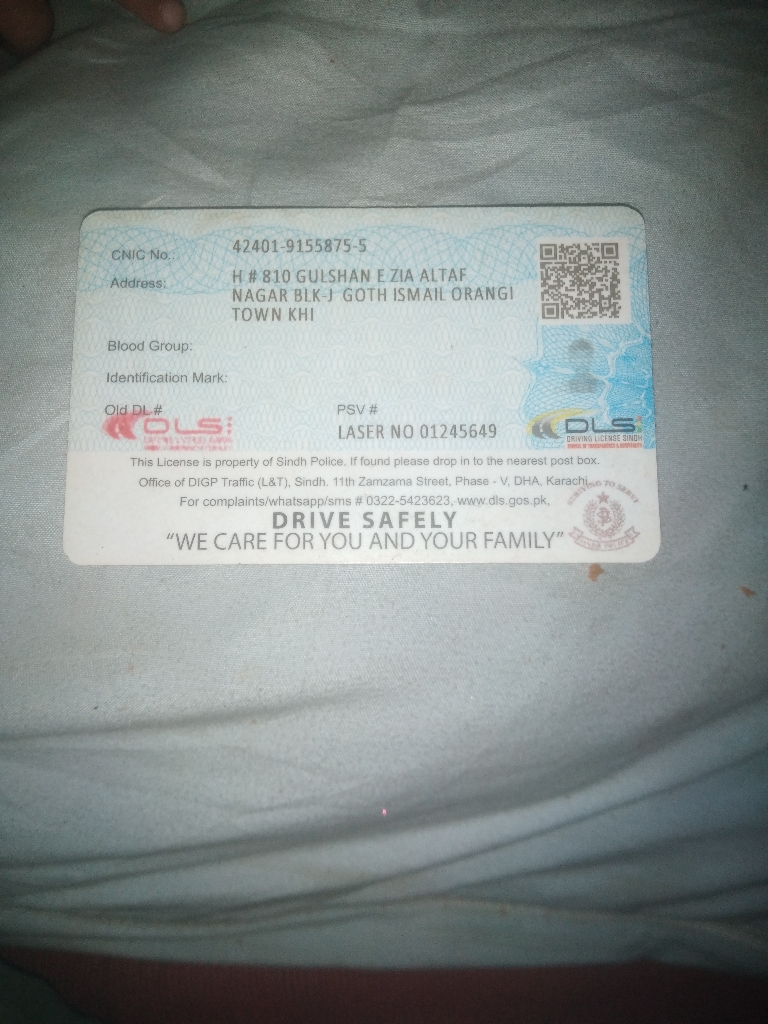 CNIC No.: 42401-9155875-5
Address: H # 810 GULSHAN E ZIA ALTAF
NAGAR BLK-J GOTH ISMAIL ORANGI
TOWN KHI
Blood Group:
Identification Mark:
Old DL # PSV #
LASER NO 01245649
DLS
DLS
DRIVING LICENSE SINDH
This License is property of Sindh Police. If found please drop in to the nearest post box.
Office of DIGP Traffic (L&T), Sindh. 11th Zamzama Street, Phase - V, DHA, Karachi.
For complaints/whatsapp/sms # 0322-5423623, www.dls.gos.pk,
DRIVE SAFELY
"WE CARE FOR YOU AND YOUR FAMILY"